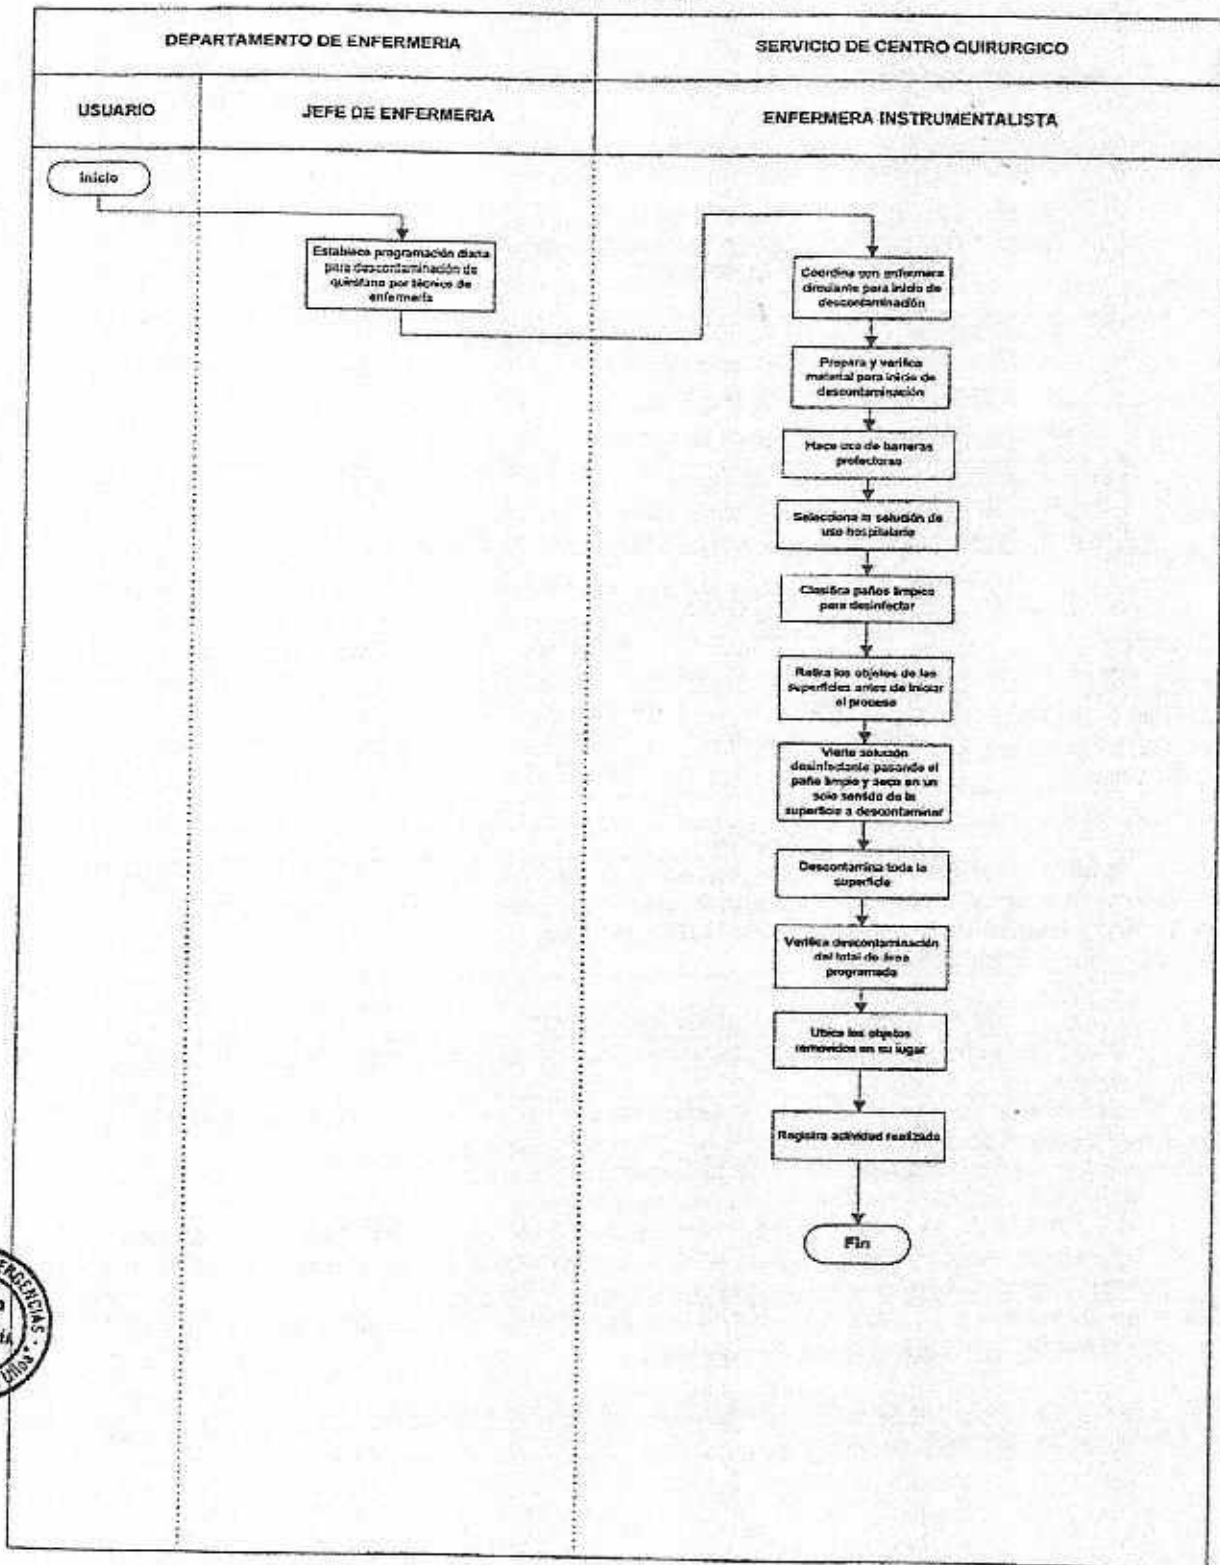 DEPARTAMENTO DE ENFERMERIA
SERVICIO DE CENTRO QUIRURGICO
USUARIO
JEFE DE ENFERMERIA
ENFERMERA INSTRUMENTALISTA
Inicio
Establece programación diaria
para descontaminación de
quirófano por técnico de
enfermería
Coordina con enfermera
circulante para inicio de
descontaminación
Prepara y verifica
material para inicio de
descontaminación
Hace uso de barreras
protectoras
Selecciona la solución de
uso hospitalario
Clasifica paños limpios
para desinfectar
Retira los objetos de las
superficies antes de iniciar
el proceso
Vierte solución
desinfectante pasando el
paño limpio y seco en un
solo sentido de la
superficie a descontaminar
Descontamina toda la
superficie
Verifica descontaminación
del total de área
programada
Ubica los objetos
removidos en su lugar
Registra actividad realizada
Fin